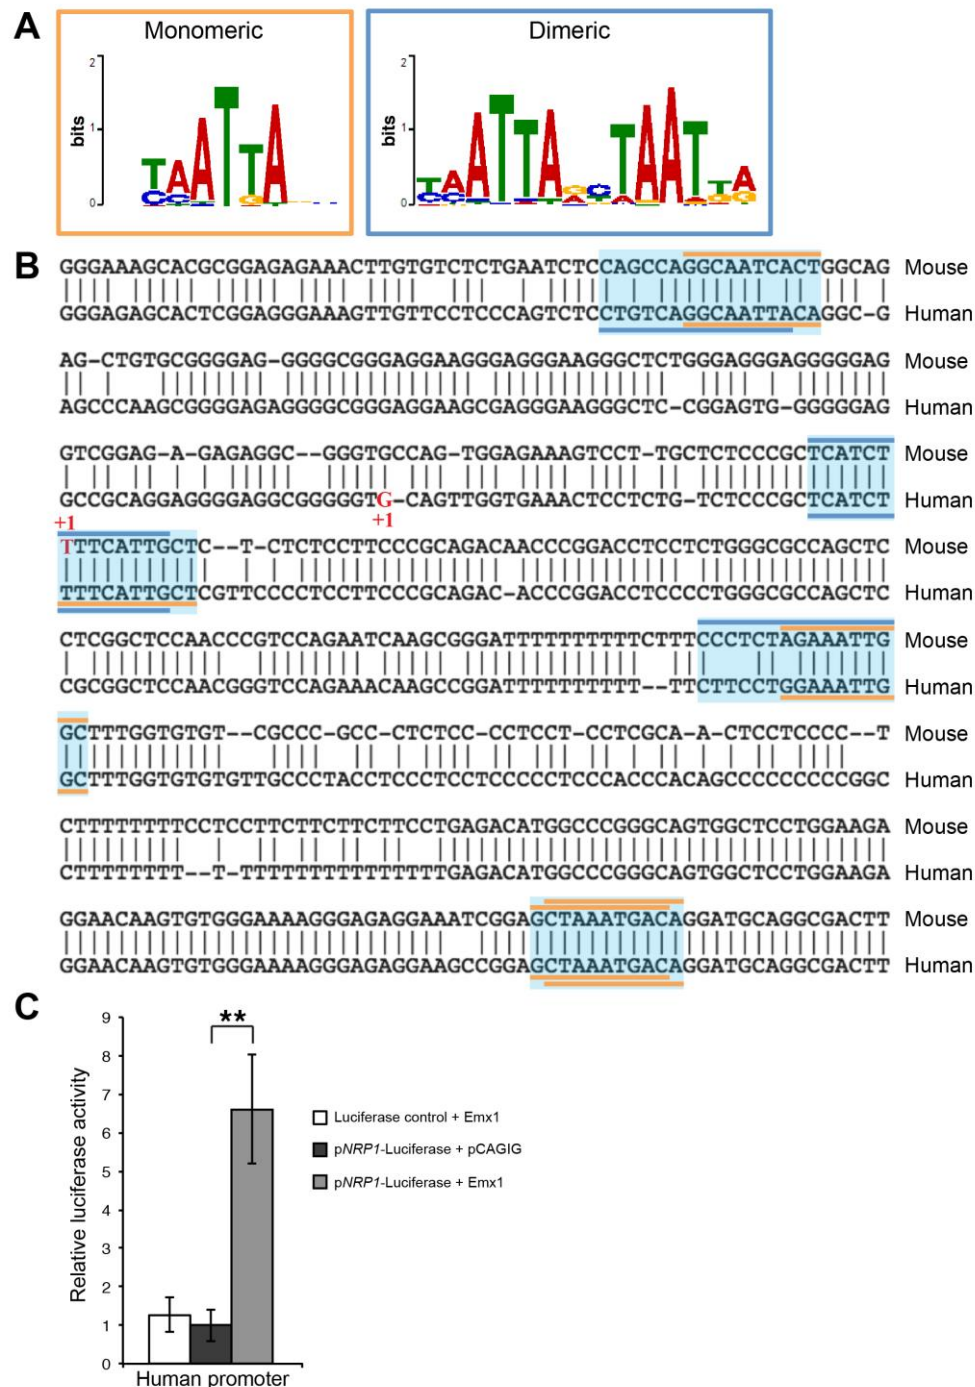 A
Monomeric
Dimeric
2
bits
1
0
TAATTA
2
bits
1
0
TAATTAGCTAATTA
B
GGGAAAGCACGCGGAGAGAAACTTGTGTCTCTGAATCTCCAGCCAGGCAATCACTGGCAG Mouse
GGGAGAGCACTCGGAGGGAAAGTTGTTCCTCCCAGTCTCCTGTCAGGCAATTACAGGC-G Human
AG-CTGTGCGGGGAG-GGGGCGGGAGGAAGGGAGGGAAGGGCTCTGGGAGGGAGGGGGAG Mouse
AGCCCAAGCGGGGAGAGGGGCGGGAGGAAGCGAGGGAAGGGCTC-CGGAGTG-GGGGGAG Human
GTCGGAG-A-GAGAGGC--GGGTGCCAG-TGGAGAAAGTCCT-TGCTCTCCCGCTCATCT Mouse
GCCGCAGGAGGGGAGGCGGGGGTG-CAGTTGGTGAAACTCCTCTG-TCTCCCGCTCATCT Human
+1
+1
TTTCATTGCTC--T-CTCTCCTTCCCGCAGACAACCCGGACCTCCTCTGGGCGCCAGCTC Mouse
TTTCATTGCTCGTTCCCCTCCTTCCCGCAGAC-ACCCGGACCTCCCCTGGGCGCCAGCTC Human
CTCGGCTCCAACCCGTCCAGAATCAAGCGGGATTTTTTTTTTCTTTCCCTCTAGAAATTG Mouse
CGCGGCTCCAACGGGTCCAGAAACAAGCCGGATTTTTTTTTT--TTCTTCCTGGAAATTG Human
GCTTTGGTGTGT--CGCCC-GCC-CTCTCC-CCTCCT-CCTCGCA-A-CTCCTCCCC--T Mouse
GCTTTGGTGTGTGTTGCCCTACCTCCCTCCTCCCCCTCCCACCCACAGCCCCCCCCCGGC Human
CTTTTTTTTCCTCCTTCTTCTTCTTCCTGAGACATGGCCCGGGCAGTGGCTCCTGGAAGA Mouse
CTTTTTTTT--T-TTTTTTTTTTTTTTTGAGACATGGCCCGGGCAGTGGCTCCTGGAAGA Human
GGAACAAGTGTGGGAAAAGGGAGAGGAAATCGGAGCTAAATGACAGGATGCAGGCGACTT Mouse
GGAACAAGTGTGGGAAAAGGGAGAGGAAGCCGGAGCTAAATGACAGGATGCAGGCGACTT Human
C
Relative luciferase activity
9
8
7
6
5
4
3
2
1
0
**
Luciferase control + Emx1
pNRP1-Luciferase + pCAGIG
pNRP1-Luciferase + Emx1
Human promoter